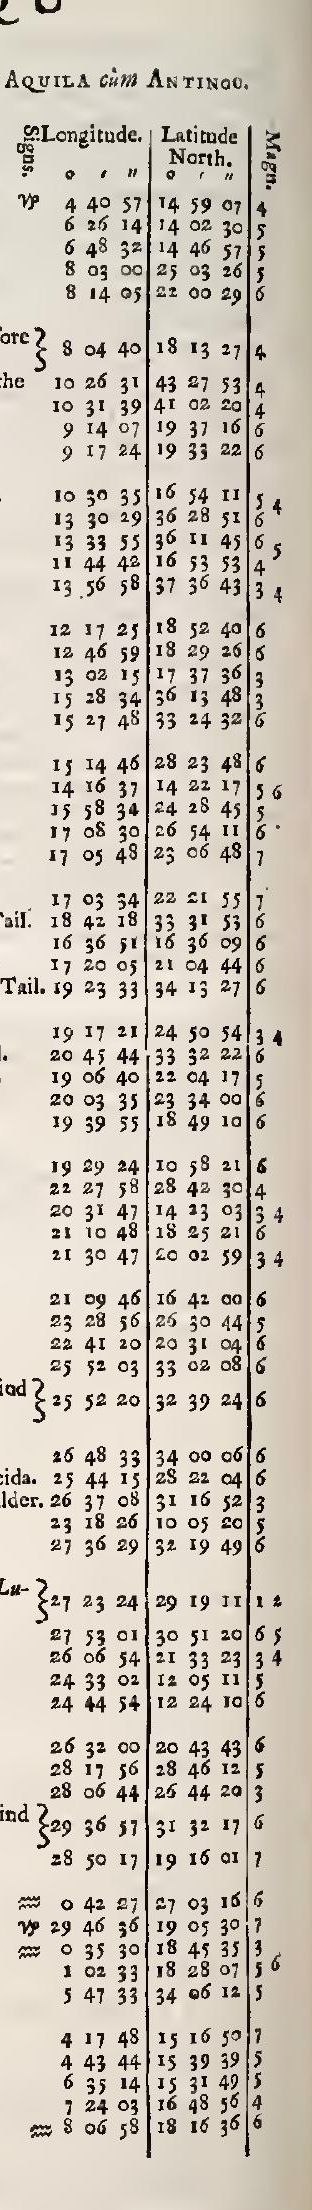 AQUILA cùm ANTINOO.
Signs. Longitude. Latitude North. Magn.
o ′ ″ o ′ ″
♑ 4 40 57 14 59 07 4
6 26 14 14 02 30 5
6 48 32 14 46 57 5
8 03 00 25 03 26 5
8 14 05 22 00 29 6
fore } 8 04 40 18 13 27 4
the 10 26 31 43 27 53 4
10 31 39 41 02 20 4
9 14 07 19 37 16 6
9 17 24 19 33 22 6
10 30 35 16 54 11 5 4
13 30 29 36 28 51 6
13 33 55 36 11 45 6 5
11 44 42 16 53 53 4
13 56 58 37 36 43 3 4
12 17 25 18 52 40 6
12 46 59 18 29 26 6
13 02 15 17 37 36 3
15 28 34 36 13 48 3
15 27 48 33 24 32 6
15 14 46 28 23 48 6
14 16 37 14 22 17 5 6
15 58 34 24 28 45 5
17 08 30 26 54 11 6
17 05 48 23 06 48 7
17 03 34 22 21 55 7
Tail. 18 42 18 33 31 53 6
16 36 51 16 36 09 6
17 20 05 21 04 44 6
Tail. 19 23 33 34 13 27 6
19 17 21 24 50 54 3 4
20 45 44 33 32 22 6
19 06 40 22 04 17 5
20 03 35 23 34 00 6
19 39 55 18 49 10 6
19 29 24 10 58 21 6
22 27 58 28 42 30 4
20 31 47 14 23 03 3 4
21 10 48 18 25 21 6
21 30 47 20 02 59 3 4
21 09 46 16 42 00 6
23 28 56 26 30 44 5
22 41 20 20 31 04 6
25 52 03 33 02 08 6
iod } 25 52 20 32 39 24 6
26 48 33 34 00 06 6
cida. 25 44 15 28 22 04 6
lder. 26 37 08 31 16 52 3
23 18 26 10 05 20 5
27 36 29 32 19 49 6
Lu- } 27 23 24 29 19 11 1 2
27 53 01 30 51 20 6 5
26 06 54 21 33 23 3 4
24 33 02 12 05 11 5
24 44 54 12 24 10 6
26 32 00 20 43 43 6
28 17 56 28 46 12 5
28 06 44 26 44 20 3
ind } 29 36 57 31 32 17 6
28 50 17 19 16 01 7
♒ 0 42 27 27 03 16 6
♑ 29 46 36 19 05 30 7
♒ 0 35 30 18 45 35 3
1 02 33 18 28 07 5 6
5 47 33 34 06 12 5
4 17 48 15 16 50 7
4 43 44 15 39 39 5
6 35 14 15 31 49 5
7 24 03 16 48 56 4
♒ 8 06 58 18 16 36 6